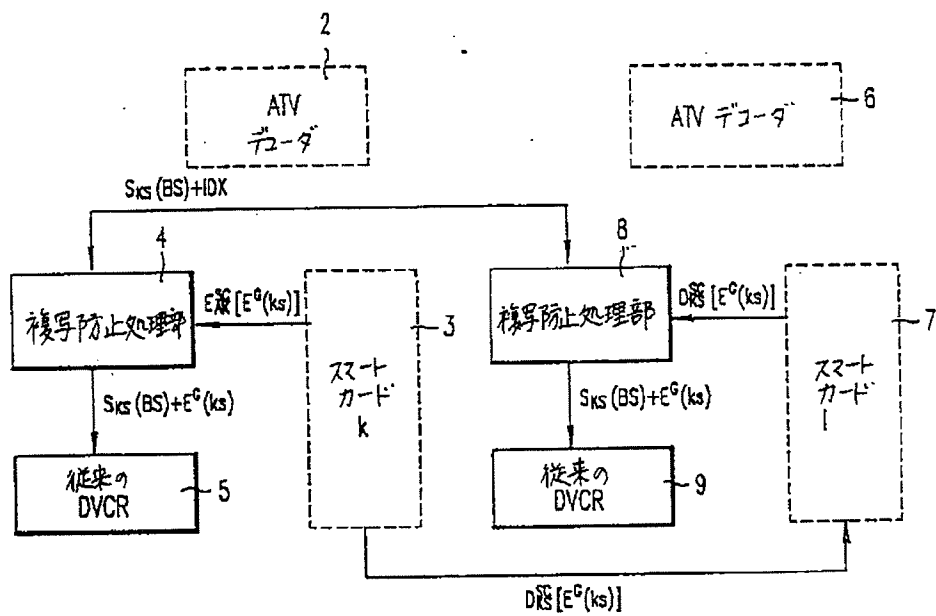 2
ATV
デコーダ
ATV デコーダ
6
SKS(BS)+IDX
4
複写防止処理部
[E^G(ks)]
3
スマート
カード
k
8
複写防止処理部
[E^G(ks)]
7
スマート
カード
l
SKS(BS)+E^G(ks)
SKS(BS)+E^G(ks)
従来の
DVCR
5
従来の
DVCR
9
[E^G(ks)]